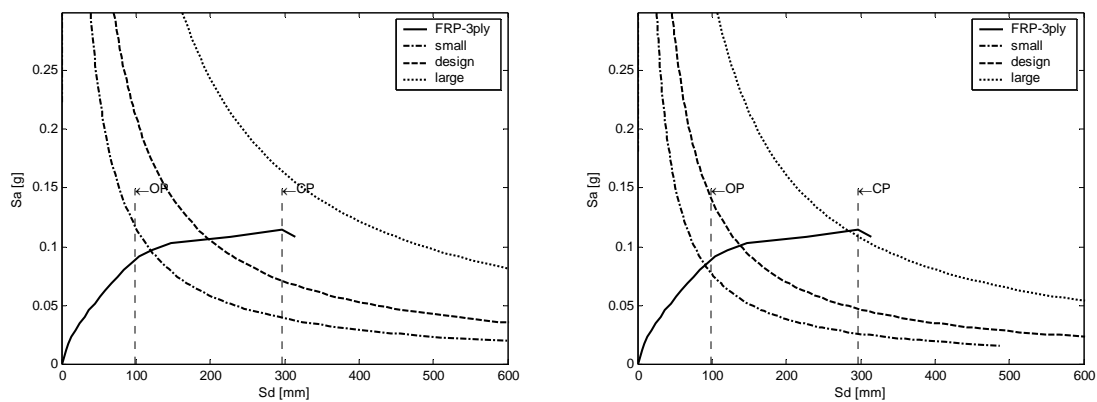 FRP-3ply
small
design
large
0.25
0.2
0.15
0.1
0.05
0
Sa [g]
←OP
←CP
0 100 200 300 400 500 600
Sd [mm]
FRP-3ply
small
design
large
0.25
0.2
0.15
0.1
0.05
0
Sa [g]
←OP
←CP
0 100 200 300 400 500 600
Sd [mm]